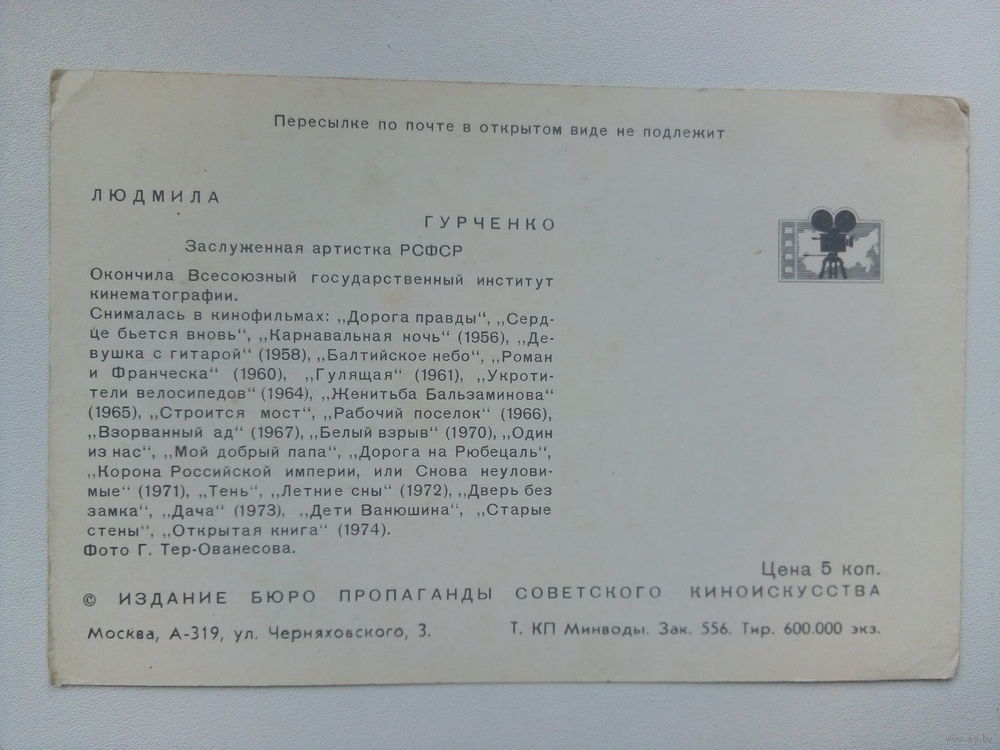 Пересылке по почте в открытом виде не подлежит
ЛЮДМИЛА
ГУРЧЕНКО
Заслуженная артистка РСФСР
Окончила Всесоюзный государственный институт
кинематографии.
Снималась в кинофильмах: „Дорога правды“, „Серд-
це бьется вновь“, „Карнавальная ночь“ (1956), „Де-
вушка с гитарой“ (1958), „Балтийское небо“, „Роман
и Франческа“ (1960), „Гулящая“ (1961), „Укроти-
тели велосипедов“ (1964), „Женитьба Бальзаминова“
(1965), „Строится мост“, „Рабочий поселок“ (1966),
„Взорванный ад“ (1967), „Белый взрыв“ (1970), „Один
из нас“, „Мой добрый папа“, „Дорога на Рюбецаль“,
„Корона Российской империи, или Снова неулови-
мые“ (1971), „Тень“, „Летние сны“ (1972), „Дверь без
замка“, „Дача“ (1973), „Дети Ванюшина“, „Старые
стены“, „Открытая книга“ (1974).
Фото Г. Тер-Ованесова.
Цена 5 коп.
© ИЗДАНИЕ БЮРО ПРОПАГАНДЫ СОВЕТСКОГО КИНОИСКУССТВА
Москва, А-319, ул. Черняховского, 3. Т. КП Минводы. Зак. 556. Тир. 600.000 экз.
www.ay.by